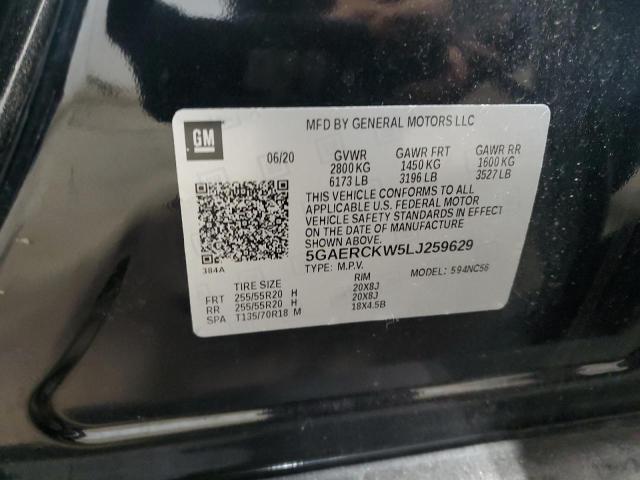 GM
MFD BY GENERAL MOTORS LLC
06/20 GVWR GAWR FRT GAWR RR
2800 KG 1450 KG 1600 KG
6173 LB 3196 LB 3527 LB
THIS VEHICLE CONFORMS TO ALL
APPLICABLE U.S. FEDERAL MOTOR
VEHICLE SAFETY STANDARDS IN EFFECT
ON THE DATE OF MANUFACTURE
SHOWN ABOVE.
5GAERCKW5LJ259629
384A
TYPE: M.P.V. MODEL: 594NC56
TIRE SIZE RIM
FRT 255/55R20 H 20X8J
RR 255/55R20 H 20X8J
SPA T135/70R18 M 18X4.5B